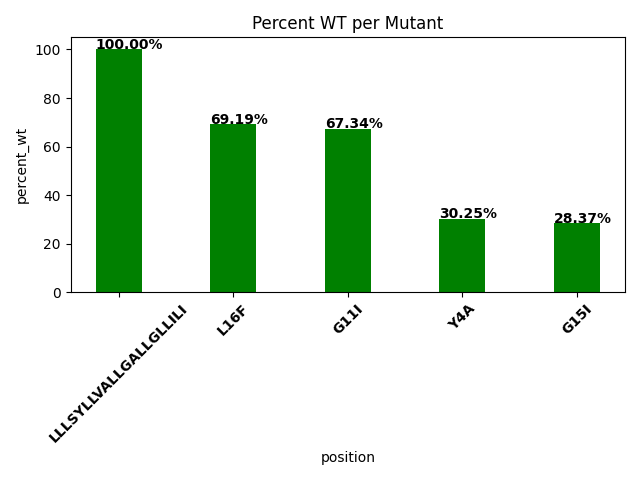 Percent WT per Mutant
percent_wt
100
80
60
40
20
0
100.00%
69.19%
67.34%
30.25%
28.37%
LLLSYLLVALLGALLGLLILI
L16F
G11I
Y4A
G15I
position